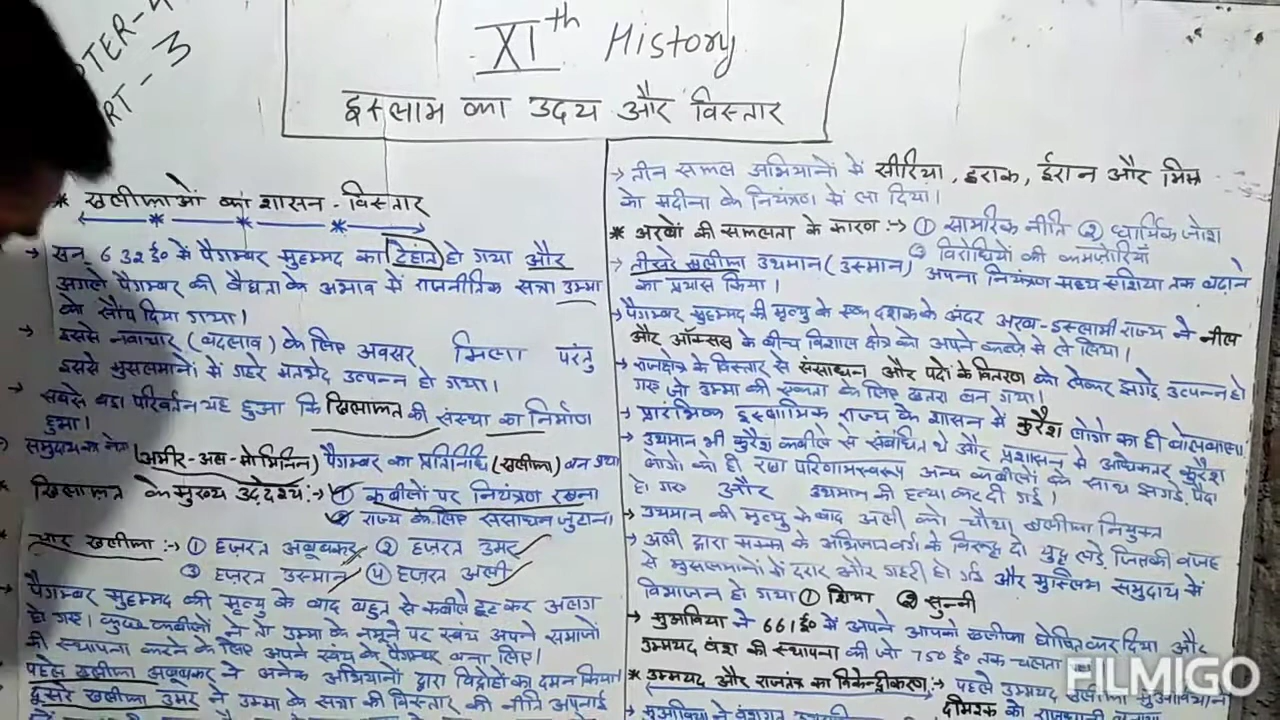 TER-4
RT-3
XIth History
इस्लाम का उदय और विस्तार
* खलीफाओं का शासन - विस्तार
→ सन् 632 ई० में पैगम्बर मुहम्मद का देहांत हो गया और
अगले पैगम्बर की वैधता के अभाव में राजनीतिक सत्ता उम्मा
को सौंप दिया गया।
→ इससे नवाचार (बदलाव) के लिए अवसर मिला परंतु
इससे मुसलमानों में गहरे मतभेद उत्पन्न हो गया।
→ सबसे बड़ा परिवर्तन यह हुआ कि खिलाफत की संस्था का निर्माण
हुआ।
समुदाय का नेता (अमीर-अल-मोमिनिन) पैगम्बर का प्रतिनिधि (खलीफा) बन गया
* खिलाफत के मुख्य उद्देश्य :→ ① कबीलों पर नियंत्रण रखना
② राज्य के लिए संसाधन जुटाना।
* चार खलीफा :→ ① हजरत अबूबकर ② हजरत उमर
③ हजरत उस्मान ④ हजरत अली
→ पैगम्बर मुहम्मद की मृत्यु के बाद बहुत से कबीले टूट कर अलग
हो गए। कुछ कबीलों ने तो उम्मा के नमूने पर स्वयं अपने समाजों
की स्थापना करने के लिए अपने स्वयं के पैगम्बर बना लिए।
पहले खलीफा अबूबकर ने अनेक अभियानों द्वारा विद्रोहों का दमन किया।
दूसरे खलीफा उमर ने उम्मा के सत्ता की विस्तार की नीति अपनाई
→ तीन सफल अभियानों में सीरिया, इराक, ईरान और मिस्र
को मदीना के नियंत्रण में ला दिया।
* अरबों की सफलता के कारण :→ ① सामरिक नीति ② धार्मिक जोश
③ विरोधियों की कमजोरियाँ
→ तीसरे खलीफा उथमान (उस्मान) अपना नियंत्रण मध्य एशिया तक बढ़ाने
का प्रयास किया।
→ पैगम्बर मुहम्मद की मृत्यु के एक दशक के अंदर अरब-इस्लामी राज्य ने नील
और ऑक्सस के बीच विशाल क्षेत्र को अपने कब्जे में ले लिया।
→ राजक्षेत्र के विस्तार से संसाधन और पदों के वितरण को लेकर झगड़े उत्पन्न हो
गए जो उम्मा की एकता के लिए खतरा बन गया।
→ प्रारंभिक इस्लामिक राज्य के शासन में कुरैश लोगों का ही बोलबाला
→ उथमान भी कुरैश कबीले से संबंधित थे और प्रशासन में अधिकतर कुरैश
लोगों को ही रखा परिणामस्वरूप अन्य कबीलों के साथ झगड़े पैदा
हो गए और उथमान की हत्या कर दी गई।
→ उथमान की मृत्यु के बाद अली को चौथा खलीफा नियुक्त
→ अली द्वारा मक्का के अभिजात वर्ग के विरूद्ध दो युद्ध लड़े जिसकी वजह
से मुसलमानों में दरार और गहरी हो गई और मुस्लिम समुदाय में
विभाजन हो गया ① शिया ② सुन्नी
→ मुआविया ने 661 ई० में अपने आपको खलीफा घोषित कर दिया और
उमय्यद वंश की स्थापना की जो 750 ई० तक चलता
* उमय्यद और राजतंत्र का विकेन्द्रीकरण :→ पहले उमय्यद खलीफा मुआविया ने
दमिश्क को राजधानी
→ मुआविया ने वंशगत
FILMIGO